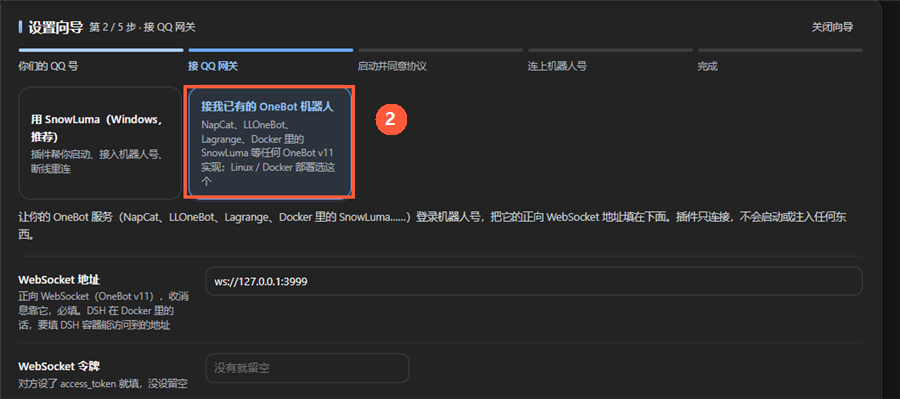 设置向导 第 2 / 5 步 · 接 QQ 网关 关闭向导
你们的 QQ 号 接 QQ 网关 启动并同意协议 连上机器人号 完成
用 SnowLuma（Windows，
推荐）
插件帮你启动、接入机器人号、
断线重连
接我已有的 OneBot 机器人
NapCat、LLOneBot、
Lagrange、Docker 里的
SnowLuma 等任何 OneBot v11
实现；Linux / Docker 部署选这
个
2
让你的 OneBot 服务（NapCat、LLOneBot、Lagrange、Docker 里的 SnowLuma……）登录机器人号，把它的正向 WebSocket 地址填在下面。插件只连接，不会启动或注入任何东
西。
WebSocket 地址
正向 WebSocket（OneBot v11），收消
息靠它，必填。DSH 在 Docker 里的
话，要填 DSH 容器能访问到的地址
ws://127.0.0.1:3999
WebSocket 令牌
对方设了 access_token 就填，没设留空
没有就留空